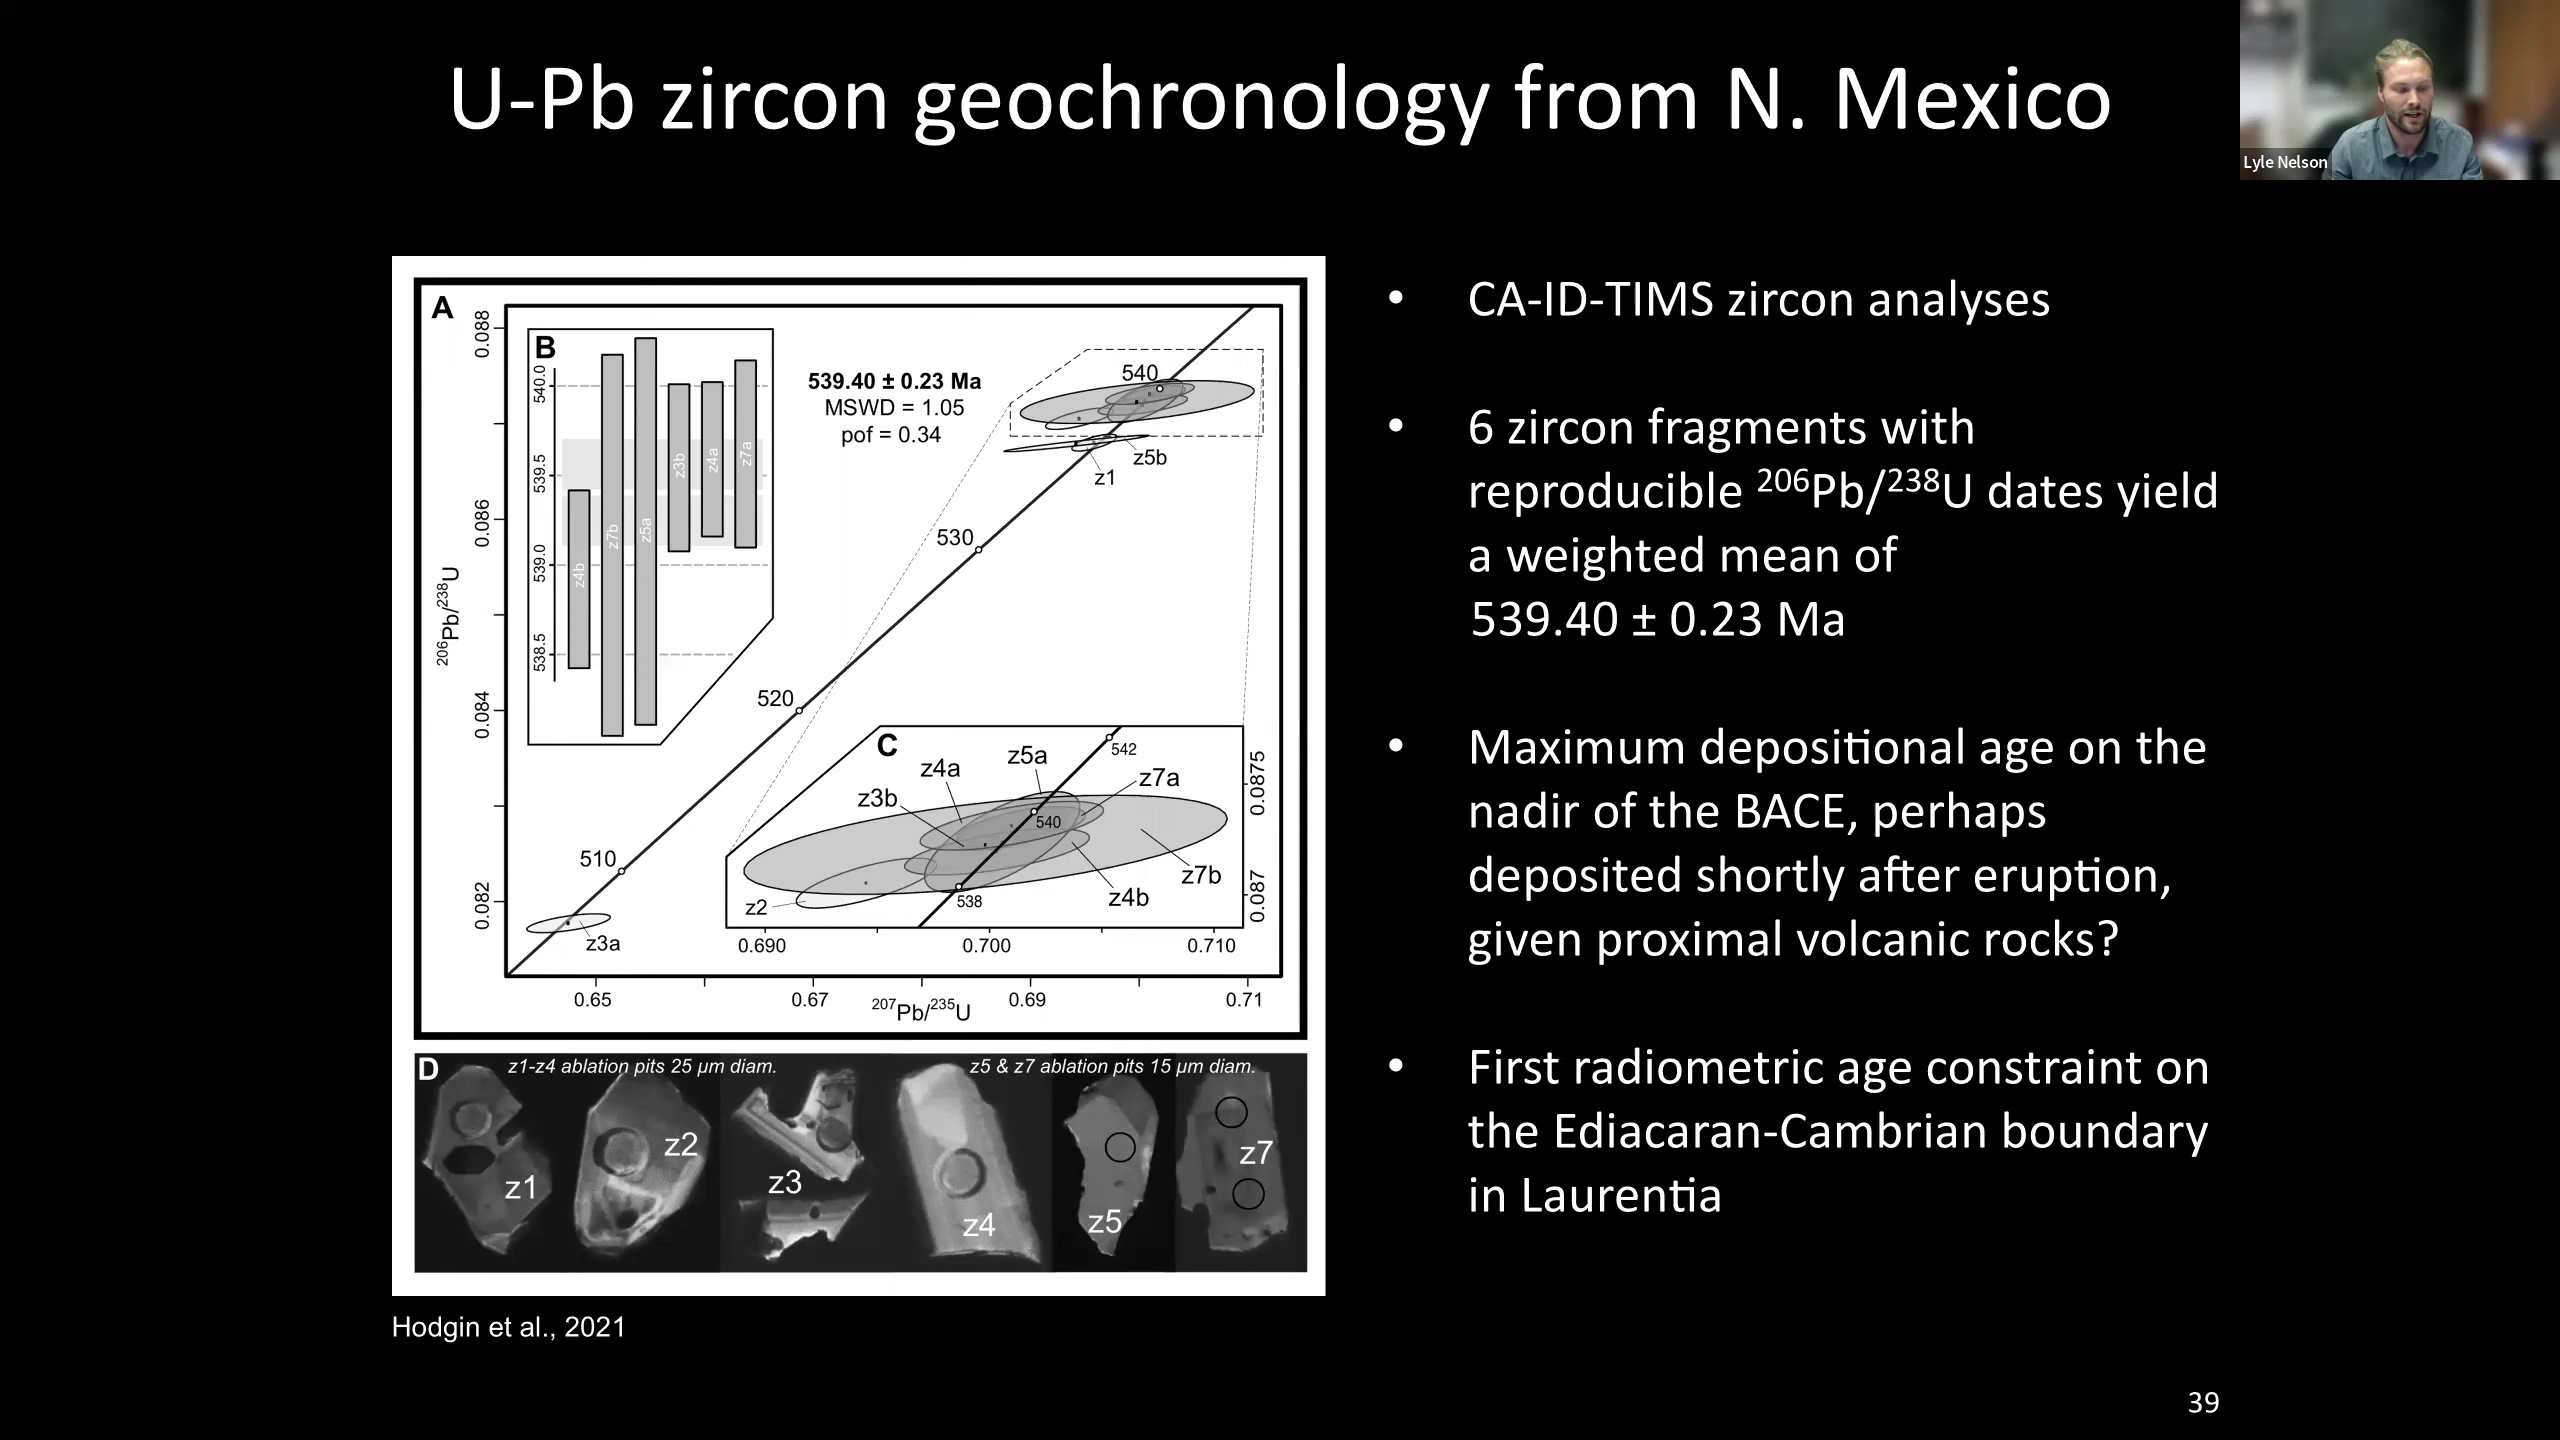 U-Pb zircon geochronology from N. Mexico
Lyle Nelson
A
0.088
0.086
0.084
0.082
206Pb/238U
B
540.0
539.5
539.0
538.5
z4b
z7b
z5a
z3b
z4a
z7a
539.40 ± 0.23 Ma
MSWD = 1.05
pof = 0.34
540
z5b
z1
530
520
510
z3a
C
542
z5a
z4a
z7a
z3b
540
z7b
z4b
z2
538
0.0875
0.087
0.690
0.700
0.710
0.65
0.67
0.69
0.71
207Pb/235U
D
z1-z4 ablation pits 25 µm diam.
z5 & z7 ablation pits 15 µm diam.
z1
z2
z3
z4
z5
z7
Hodgin et al., 2021
• CA-ID-TIMS zircon analyses
• 6 zircon fragments with
reproducible 206Pb/238U dates yield
a weighted mean of
539.40 ± 0.23 Ma
• Maximum depositional age on the
nadir of the BACE, perhaps
deposited shortly after eruption,
given proximal volcanic rocks?
• First radiometric age constraint on
the Ediacaran-Cambrian boundary
in Laurentia
39